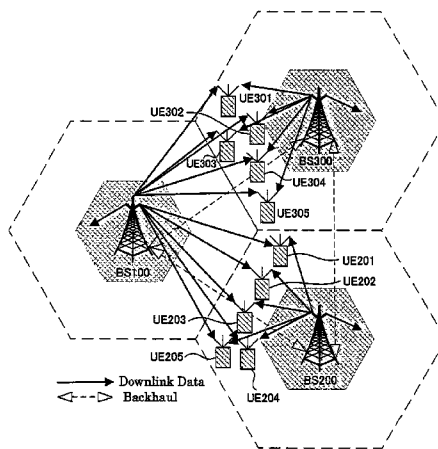 UE301
UE302
UE303
BS300
UE304
UE305
BS100
UE201
UE202
UE203
UE205
UE204
BS200
Downlink Data
Backhaul